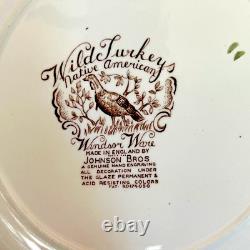 Wild Turkeys
Native American
Windsor Ware
MADE IN ENGLAND BY
JOHNSON BROS
A GENUINE HAND ENGRAVING
ALL DECORATION UNDER
THE GLAZE PERMANENT &
ACID RESISTING COLORS